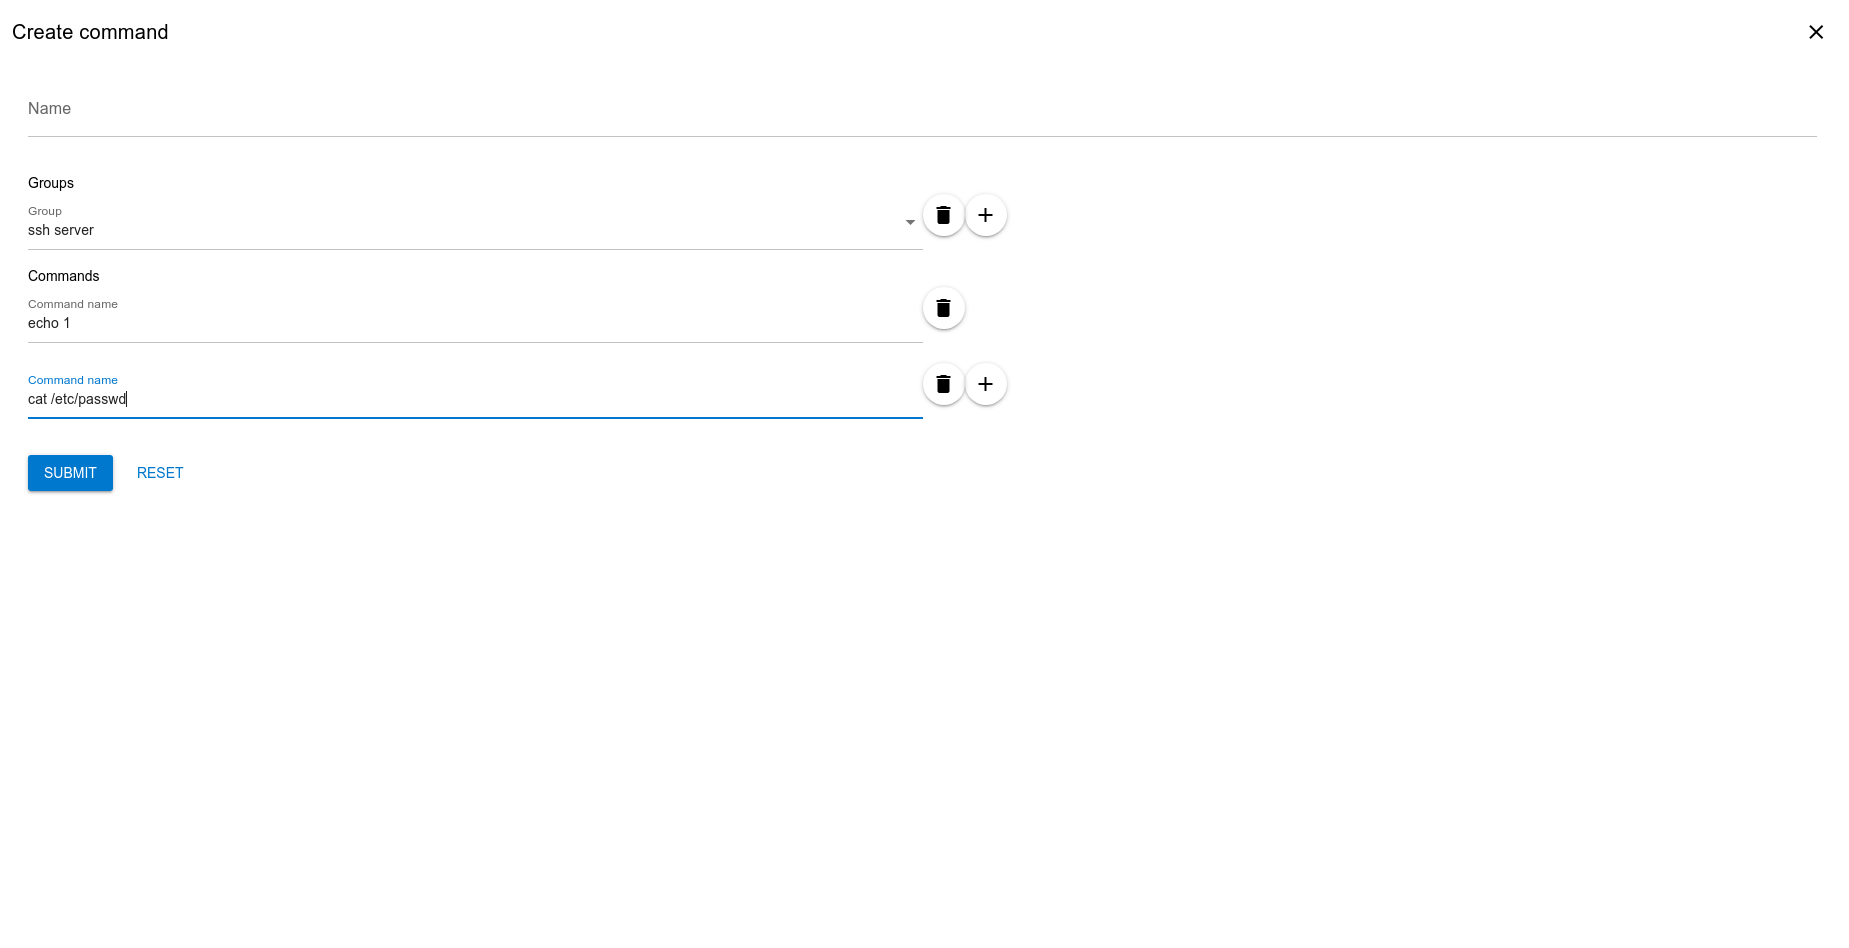 Create command
Name
Groups
Group
ssh server
Commands
Command name
echo 1
Command name
cat /etc/passwd
SUBMIT RESET